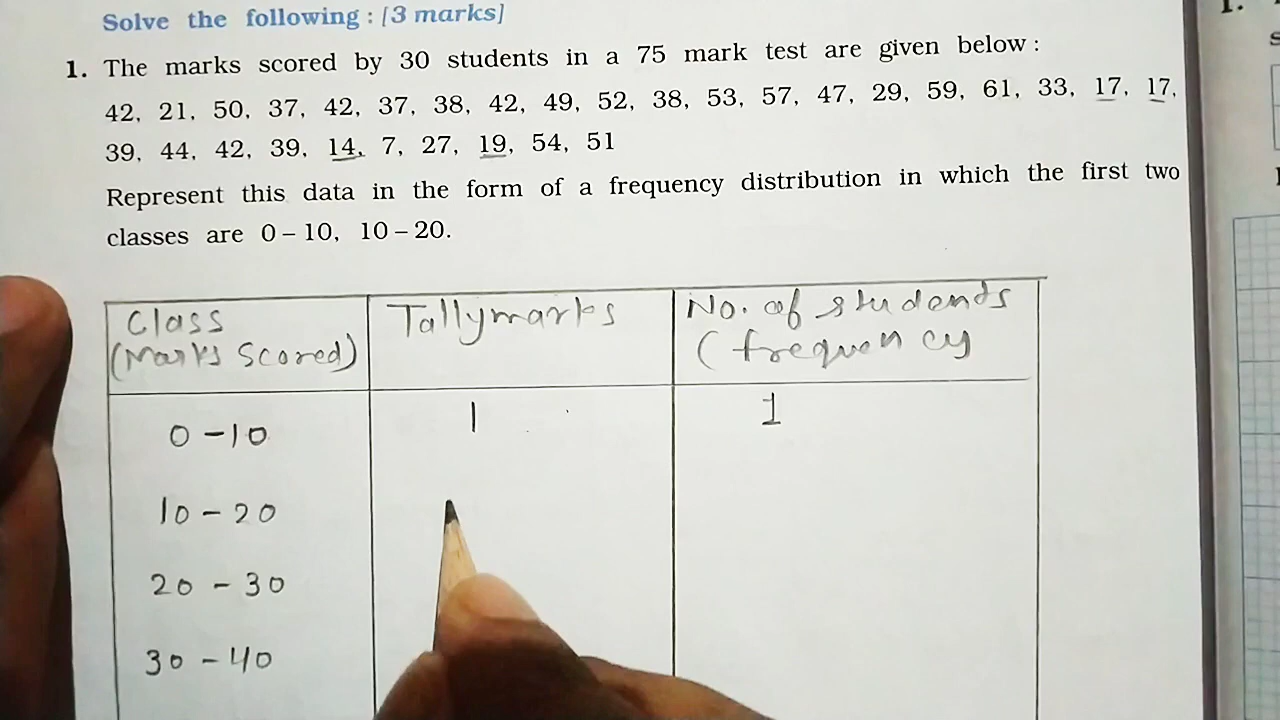 Solve the following : [3 marks]
1. The marks scored by 30 students in a 75 mark test are given below :
42, 21, 50, 37, 42, 37, 38, 42, 49, 52, 38, 53, 57, 47, 29, 59, 61, 33, 17, 17,
39, 44, 42, 39, 14, 7, 27, 19, 54, 51
Represent this data in the form of a frequency distribution in which the first two
classes are 0 – 10, 10 – 20.
Class (Marks Scored)
Tallymarks
No. of students (frequency
0 – 10
|
1
10 – 20
20 – 30
30 – 40
1.